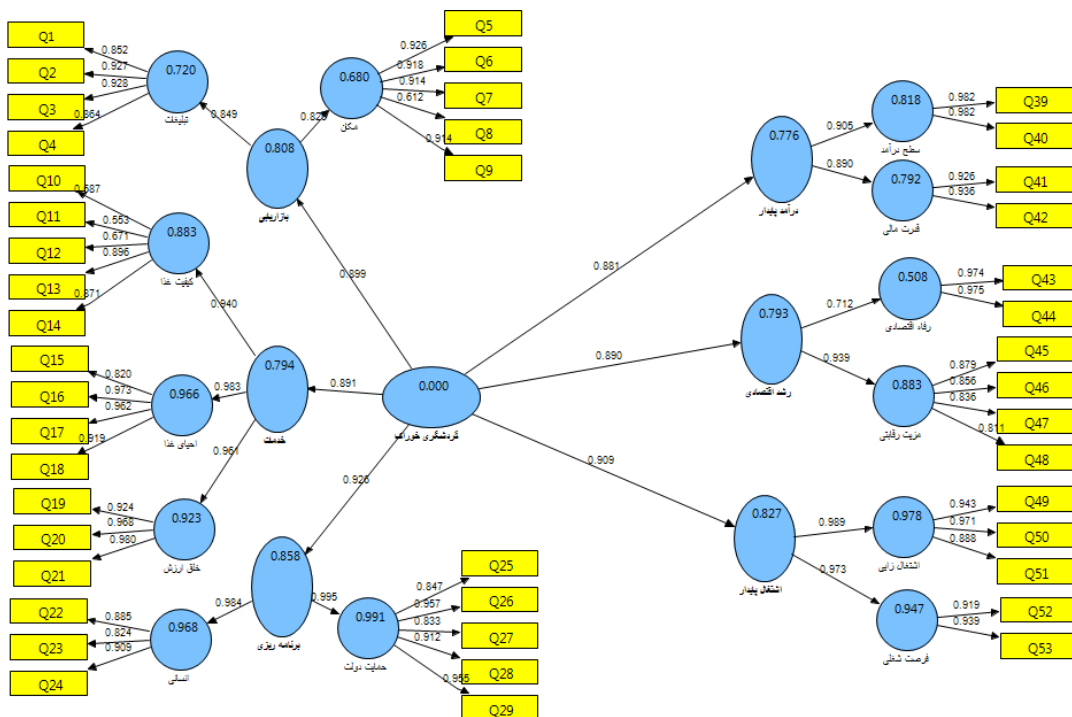 Q1
0.852
Q2
0.927
Q3
0.928
Q4
0.864
0.720
تبلیغات
0.849
Q5
0.926
Q6
0.918
Q7
0.914
Q8
0.612
Q9
0.914
0.680
مکان
0.808
بازاریابی
0.899
Q10
0.587
Q11
0.553
Q12
0.671
Q13
0.896
Q14
0.871
0.883
کیفیت غذا
0.940
Q15
0.820
Q16
0.973
Q17
0.962
Q18
0.919
0.966
احیای غذا
0.983
0.794
خدمت
0.891
Q19
0.924
Q20
0.968
Q21
0.980
0.923
خلق ارزش
0.961
Q22
0.885
Q23
0.824
Q24
0.909
0.968
انسانی
0.984
0.858
برنامه ریزی
0.995
0.991
حمایت دولت
Q25
0.847
Q26
0.957
Q27
0.833
Q28
0.912
Q29
0.955
0.000
گردشگری خوراک
0.881
0.776
درآمد پایدار
0.905
0.818
سطح درآمد
0.982
Q39
0.982
Q40
0.890
0.792
قدرت مالی
0.926
Q41
0.936
Q42
0.890
0.793
رشد اقتصادی
0.712
0.508
رفاه اقتصادی
0.974
Q43
0.975
Q44
0.939
0.883
مزیت رقابتی
0.879
Q45
0.856
Q46
0.836
Q47
0.811
Q48
0.909
0.827
اشتغال پایدار
0.989
0.978
اشتغال زایی
0.943
Q49
0.971
Q50
0.888
Q51
0.973
0.947
فرصت شغلی
0.919
Q52
0.939
Q53